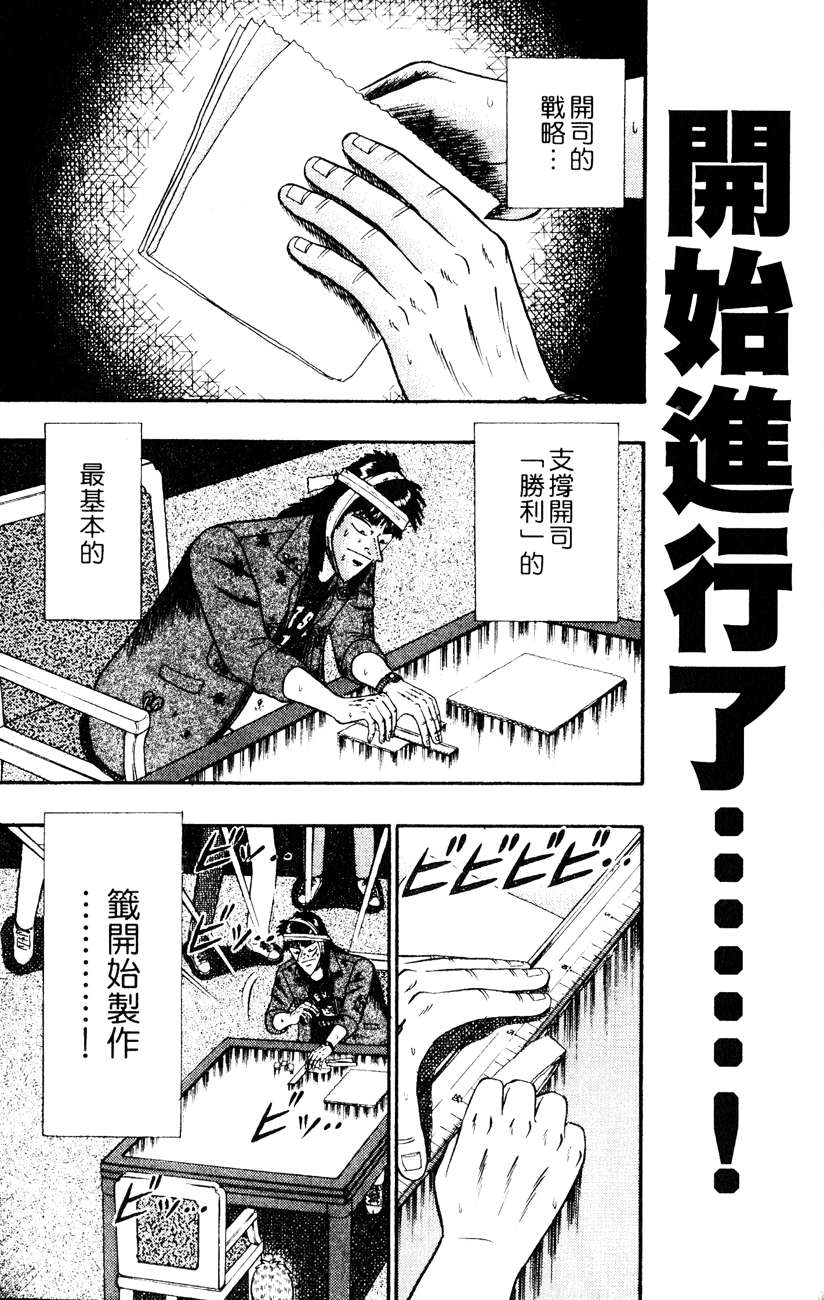 開司的
戰略…
開始進行了……！
支撐開司
「勝利」的
最基本的
ビビビビ…
籤開始製作
…………！
ビッ…
ビッ…
ビッ…
ビッ…